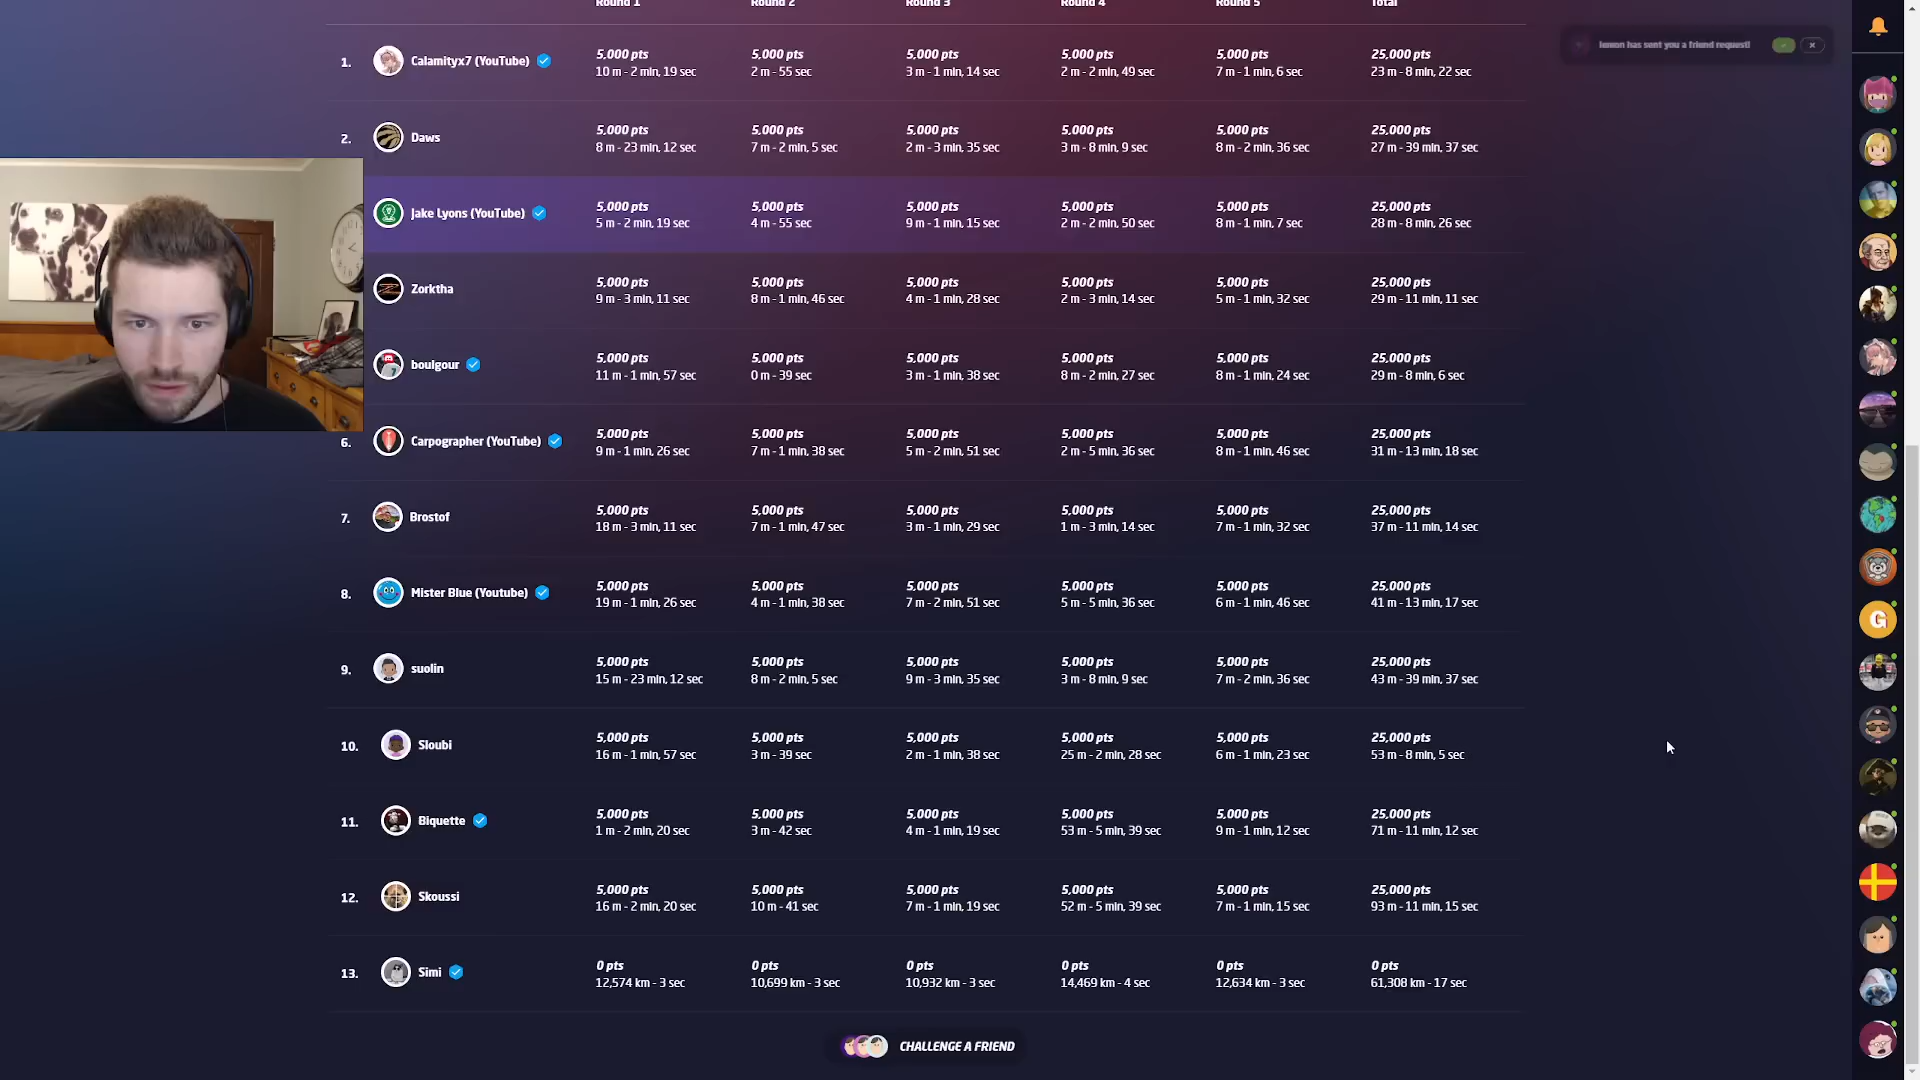 Round 1 Round 2 Round 3 Round 4 Round 5 Total
lemon has sent you a friend request!
1. Calamityx7 (YouTube) 5,000 pts 5,000 pts 5,000 pts 5,000 pts 5,000 pts 25,000 pts
10 m - 2 min, 19 sec 2 m - 55 sec 3 m - 1 min, 14 sec 2 m - 2 min, 49 sec 7 m - 1 min, 6 sec 23 m - 8 min, 22 sec
2. Daws 5,000 pts 5,000 pts 5,000 pts 5,000 pts 5,000 pts 25,000 pts
8 m - 23 min, 12 sec 7 m - 2 min, 5 sec 2 m - 3 min, 35 sec 3 m - 8 min, 9 sec 8 m - 2 min, 36 sec 27 m - 39 min, 37 sec
Jake Lyons (YouTube) 5,000 pts 5,000 pts 5,000 pts 5,000 pts 5,000 pts 25,000 pts
5 m - 2 min, 19 sec 4 m - 55 sec 9 m - 1 min, 15 sec 2 m - 2 min, 50 sec 8 m - 1 min, 7 sec 28 m - 8 min, 26 sec
Zorktha 5,000 pts 5,000 pts 5,000 pts 5,000 pts 5,000 pts 25,000 pts
9 m - 3 min, 11 sec 8 m - 1 min, 46 sec 4 m - 1 min, 28 sec 2 m - 3 min, 14 sec 5 m - 1 min, 32 sec 29 m - 11 min, 11 sec
boulgour 5,000 pts 5,000 pts 5,000 pts 5,000 pts 5,000 pts 25,000 pts
11 m - 1 min, 57 sec 0 m - 39 sec 3 m - 1 min, 38 sec 8 m - 2 min, 27 sec 8 m - 1 min, 24 sec 29 m - 8 min, 6 sec
6. Carpographer (YouTube) 5,000 pts 5,000 pts 5,000 pts 5,000 pts 5,000 pts 25,000 pts
9 m - 1 min, 26 sec 7 m - 1 min, 38 sec 5 m - 2 min, 51 sec 2 m - 5 min, 36 sec 8 m - 1 min, 46 sec 31 m - 13 min, 18 sec
7. Brostof 5,000 pts 5,000 pts 5,000 pts 5,000 pts 5,000 pts 25,000 pts
18 m - 3 min, 11 sec 7 m - 1 min, 47 sec 3 m - 1 min, 29 sec 1 m - 3 min, 14 sec 7 m - 1 min, 32 sec 37 m - 11 min, 14 sec
8. Mister Blue (Youtube) 5,000 pts 5,000 pts 5,000 pts 5,000 pts 5,000 pts 25,000 pts
19 m - 1 min, 26 sec 4 m - 1 min, 38 sec 7 m - 2 min, 51 sec 5 m - 5 min, 36 sec 6 m - 1 min, 46 sec 41 m - 13 min, 17 sec
9. suolin 5,000 pts 5,000 pts 5,000 pts 5,000 pts 5,000 pts 25,000 pts
15 m - 23 min, 12 sec 8 m - 2 min, 5 sec 9 m - 3 min, 35 sec 3 m - 8 min, 9 sec 7 m - 2 min, 36 sec 43 m - 39 min, 37 sec
10. Sloubi 5,000 pts 5,000 pts 5,000 pts 5,000 pts 5,000 pts 25,000 pts
16 m - 1 min, 57 sec 3 m - 39 sec 2 m - 1 min, 38 sec 25 m - 2 min, 28 sec 6 m - 1 min, 23 sec 53 m - 8 min, 5 sec
11. Biquette 5,000 pts 5,000 pts 5,000 pts 5,000 pts 5,000 pts 25,000 pts
1 m - 2 min, 20 sec 3 m - 42 sec 4 m - 1 min, 19 sec 53 m - 5 min, 39 sec 9 m - 1 min, 12 sec 71 m - 11 min, 12 sec
12. Skoussi 5,000 pts 5,000 pts 5,000 pts 5,000 pts 5,000 pts 25,000 pts
16 m - 2 min, 20 sec 10 m - 41 sec 7 m - 1 min, 19 sec 52 m - 5 min, 39 sec 7 m - 1 min, 15 sec 93 m - 11 min, 15 sec
13. Simi 0 pts 0 pts 0 pts 0 pts 0 pts 0 pts
12,574 km - 3 sec 10,699 km - 3 sec 10,932 km - 3 sec 14,469 km - 4 sec 12,634 km - 3 sec 61,308 km - 17 sec
G
CHALLENGE A FRIEND